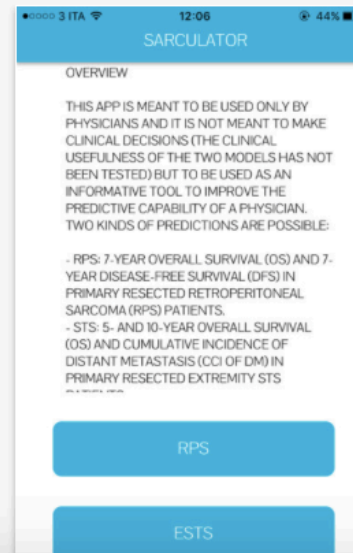 3 ITA 12:06 44%
SARCULATOR
OVERVIEW
THIS APP IS MEANT TO BE USED ONLY BY
PHYSICIANS AND IT IS NOT MEANT TO MAKE
CLINICAL DECISIONS (THE CLINICAL
USEFULNESS OF THE TWO MODELS HAS NOT
BEEN TESTED) BUT TO BE USED AS AN
INFORMATIVE TOOL TO IMPROVE THE
PREDICTIVE CAPABILITY OF A PHYSICIAN.
TWO KINDS OF PREDICTIONS ARE POSSIBLE:
- RPS: 7-YEAR OVERALL SURVIVAL (OS) AND 7-
YEAR DISEASE-FREE SURVIVAL (DFS) IN
PRIMARY RESECTED RETROPERITONEAL
SARCOMA (RPS) PATIENTS.
- STS: 5- AND 10-YEAR OVERALL SURVIVAL
(OS) AND CUMULATIVE INCIDENCE OF
DISTANT METASTASIS (CCI OF DM) IN
PRIMARY RESECTED EXTREMITY STS
RPS
ESTS